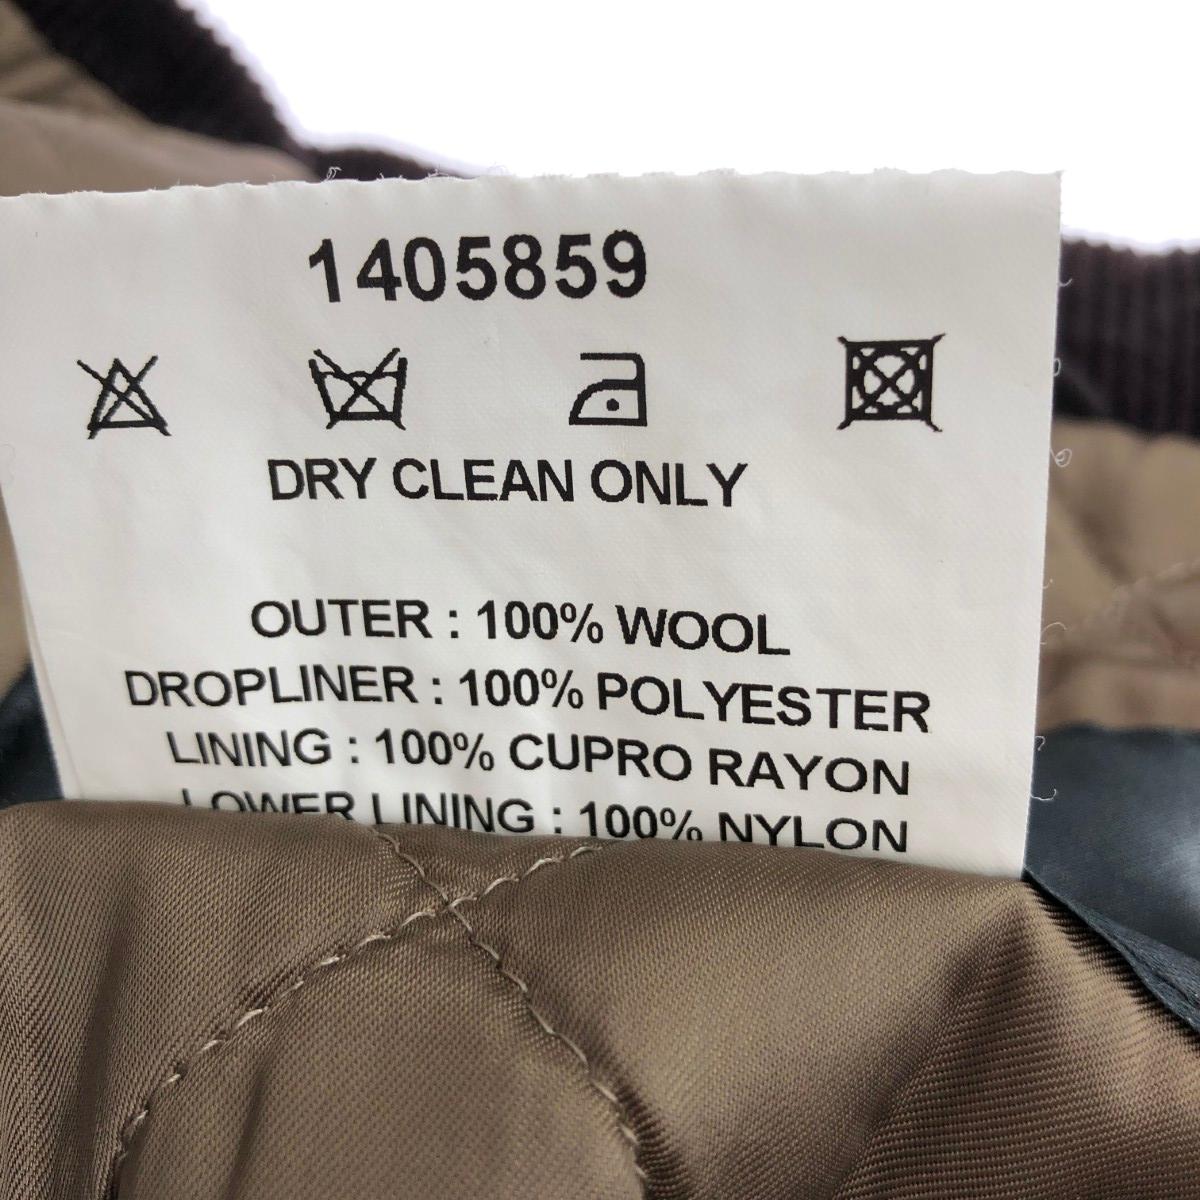 1405859
DRY CLEAN ONLY
OUTER : 100% WOOL
DROPLINER : 100% POLYESTER
LINING : 100% CUPRO RAYON
LOWER LINING : 100% NYLON